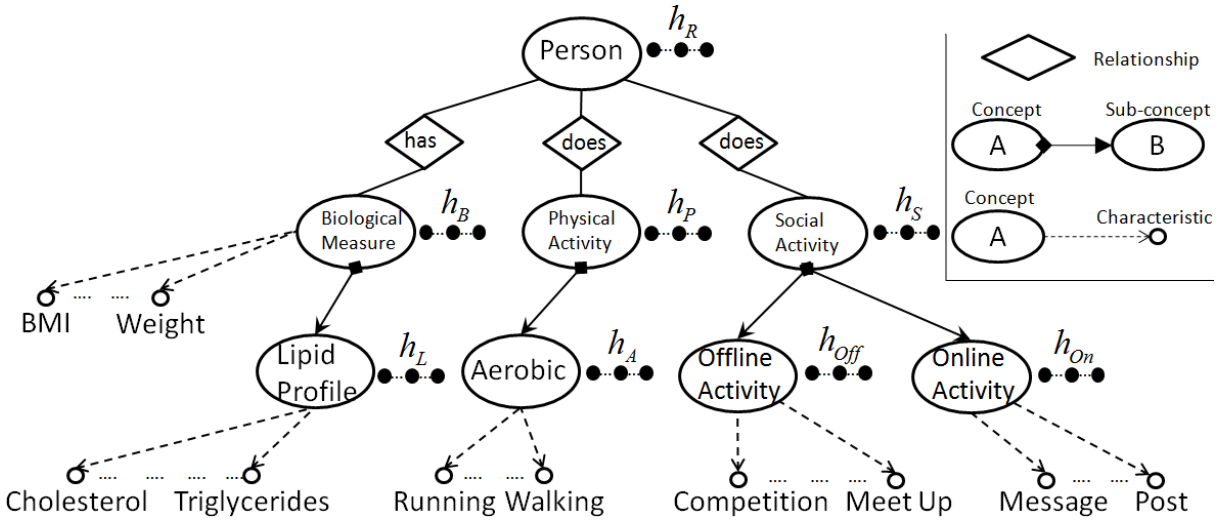 Person
h_R
Relationship
Concept
Sub-concept
A
B
Concept
A
Characteristic
has
does
does
Biological
Measure
h_B
Physical
Activity
h_P
Social
Activity
h_S
BMI
.... ....
Weight
Lipid
Profile
h_L
Aerobic
h_A
Offline
Activity
h_Off
Online
Activity
h_On
Cholesterol
.... .... ....
Triglycerides
Running
.... ....
Walking
Competition
.... .... ....
Meet Up
Message
.... ....
Post